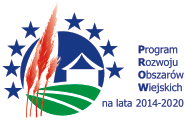 Program
Rozwoju
Obszarów
Wiejskich
na lata 2014-2020